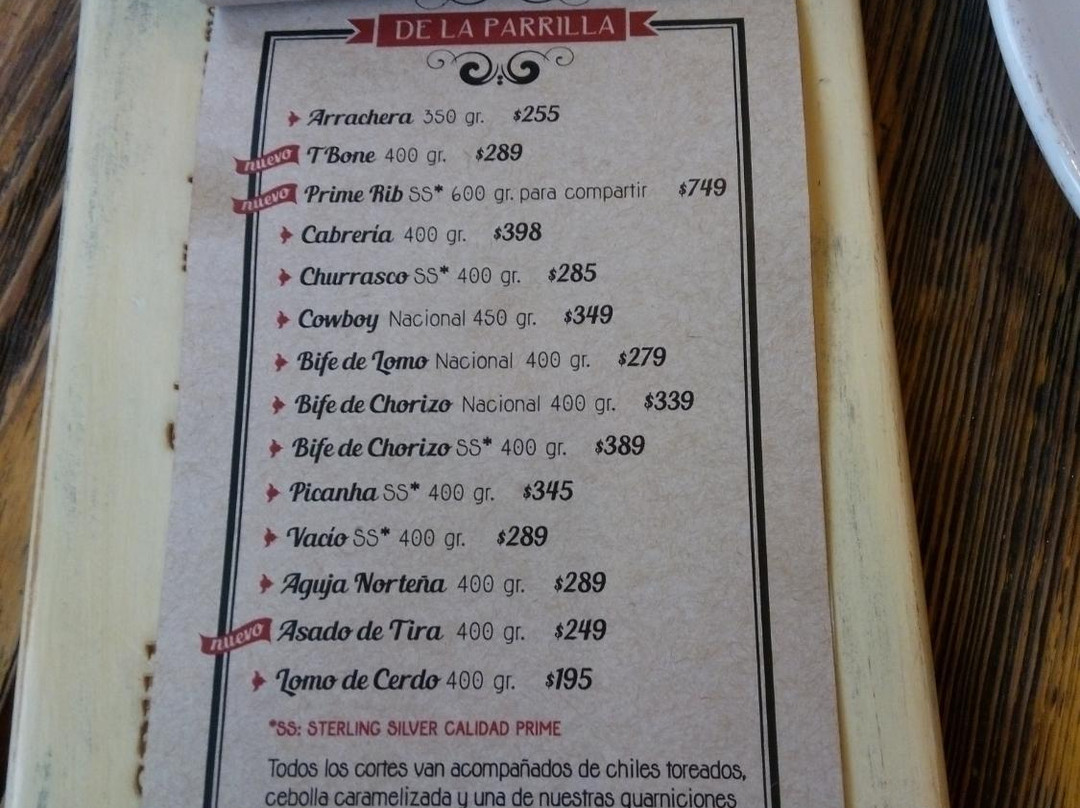 DE LA PARRILLA
Arrachera 350 gr. $255
nuevo TBone 400 gr. $289
nuevo Prime Rib SS* 600 gr. para compartir $749
Cabrería 400 gr. $398
Churrasco SS* 400 gr. $285
Cowboy Nacional 450 gr. $349
Bife de Lomo Nacional 400 gr. $279
Bife de Chorizo Nacional 400 gr. $339
Bife de Chorizo SS* 400 gr. $389
Picanha SS* 400 gr. $345
Vacío SS* 400 gr. $289
Aguja Norteña 400 gr. $289
nuevo Asado de Tira 400 gr. $249
Lomo de Cerdo 400 gr. $195
*SS: STERLING SILVER CALIDAD PRIME
Todos los cortes van acompañados de chiles toreados,
cebolla caramelizada y una de nuestras guarniciones